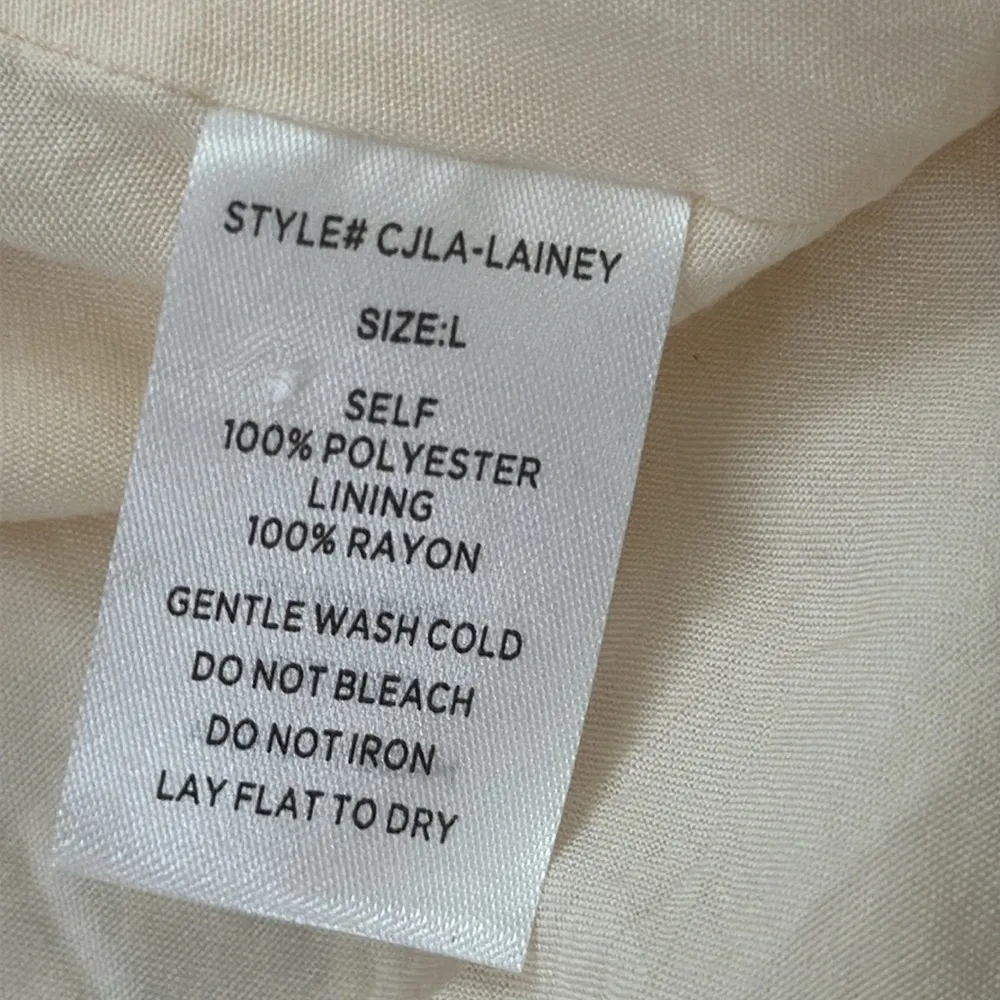 STYLE# CJLA-LAINEY
SIZE:L
SELF
100% POLYESTER
LINING
100% RAYON
GENTLE WASH COLD
DO NOT BLEACH
DO NOT IRON
LAY FLAT TO DRY